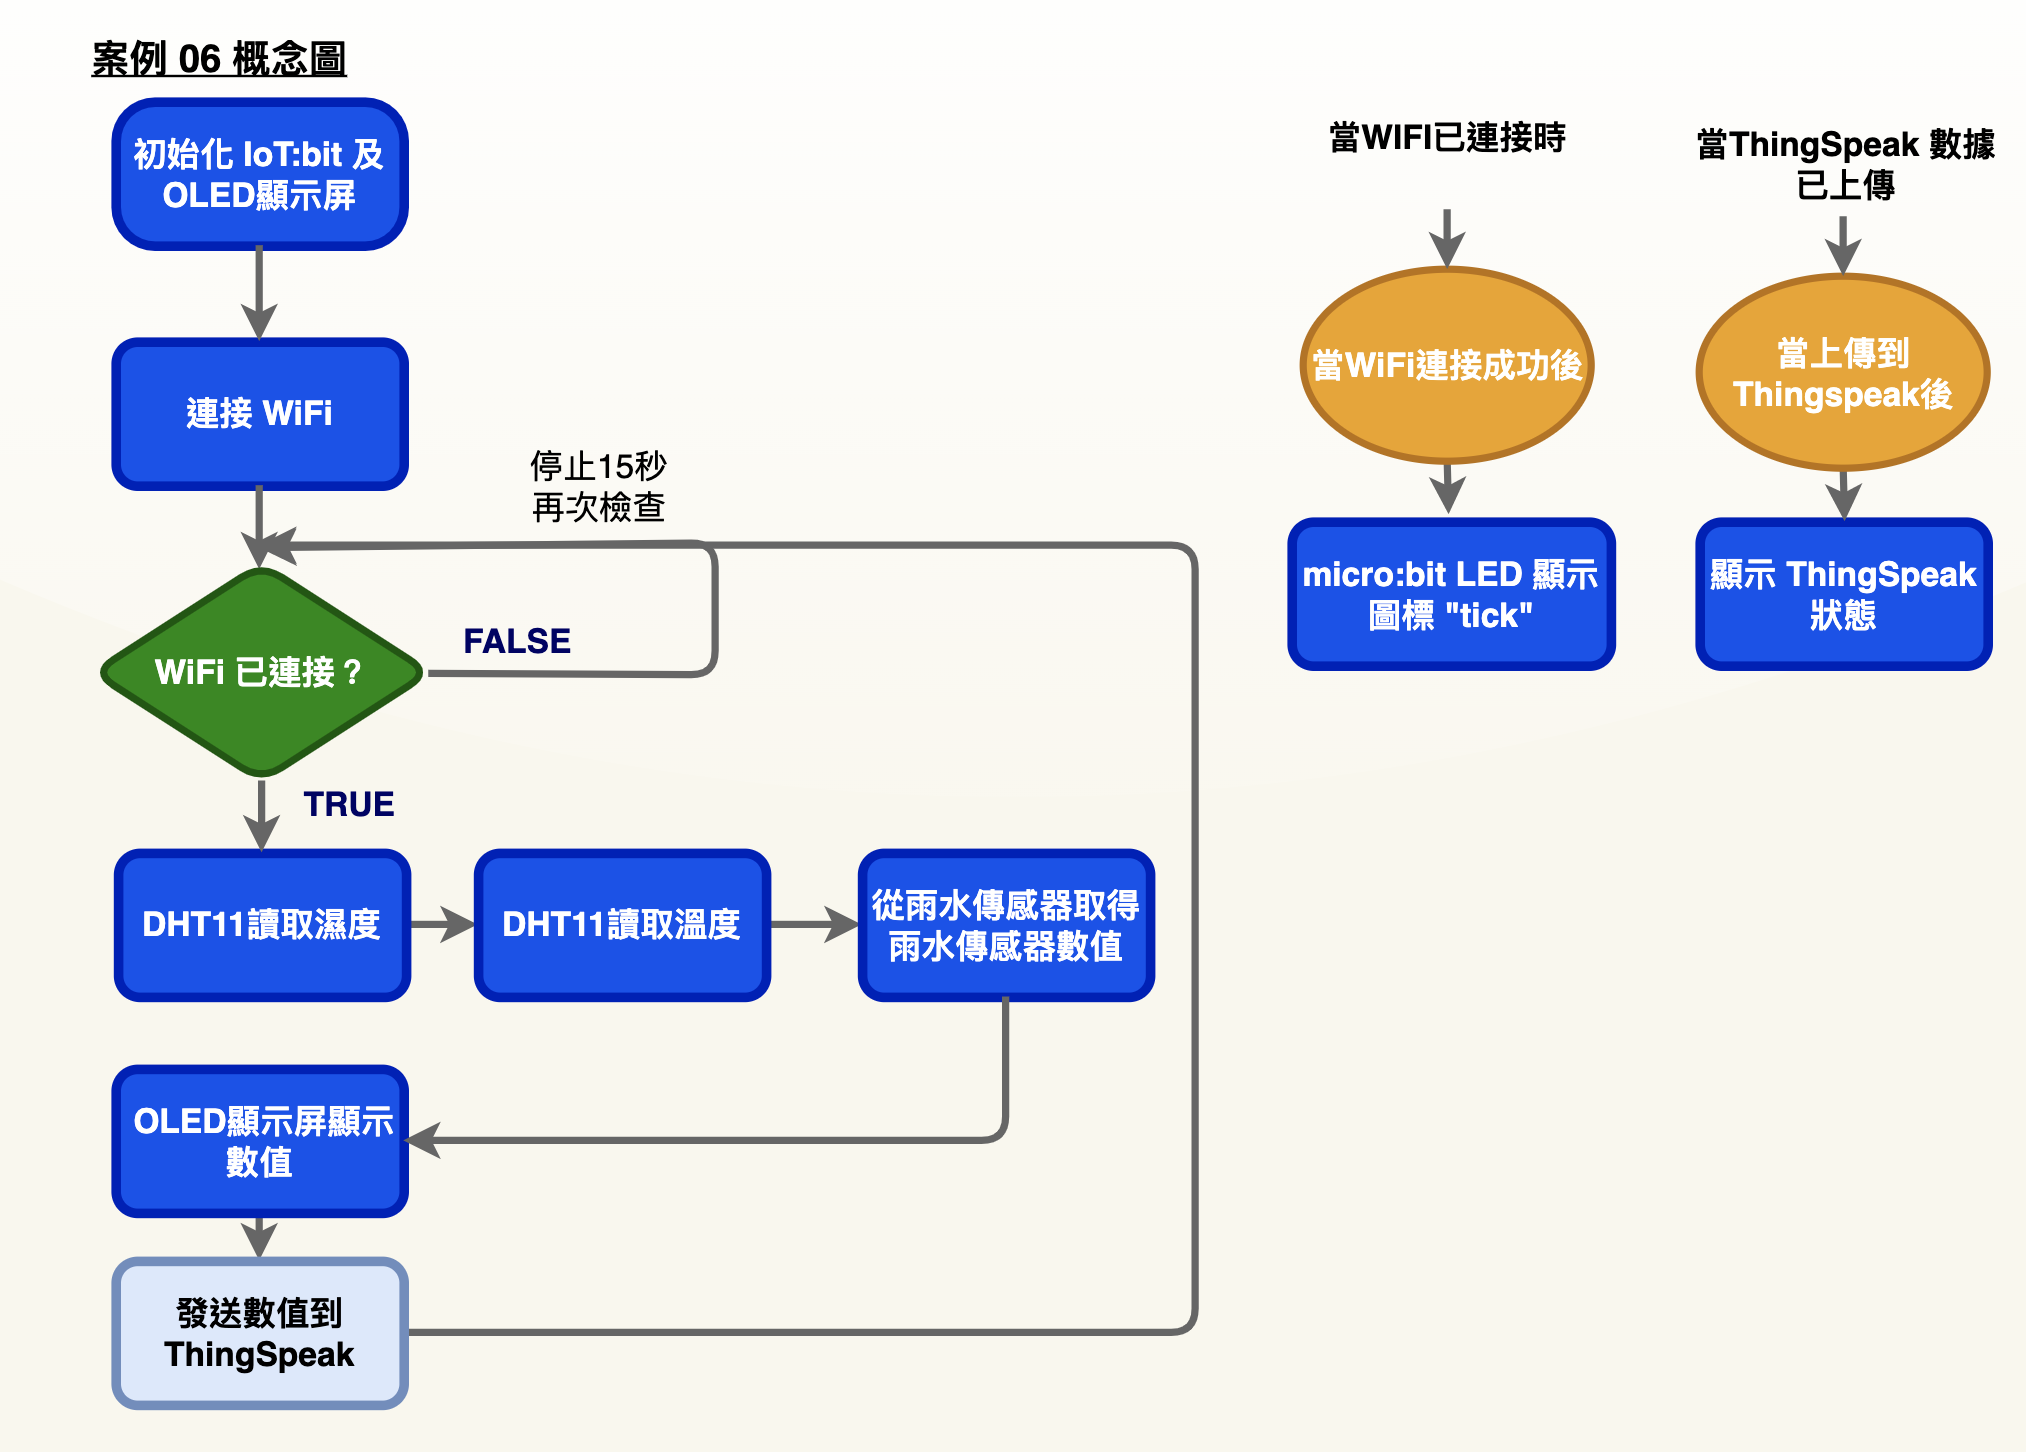 案例 06 概念圖
初始化 IoT:bit 及
OLED顯示屏
連接 WiFi
停止15秒
再次檢查
FALSE
WiFi 已連接？
TRUE
DHT11讀取濕度
DHT11讀取溫度
從雨水傳感器取得
雨水傳感器數值
OLED顯示屏顯示
數值
發送數值到
ThingSpeak
當WIFI已連接時
當WiFi連接成功後
micro:bit LED 顯示
圖標 "tick"
當ThingSpeak 數據
已上傳
當上傳到
Thingspeak後
顯示 ThingSpeak
狀態